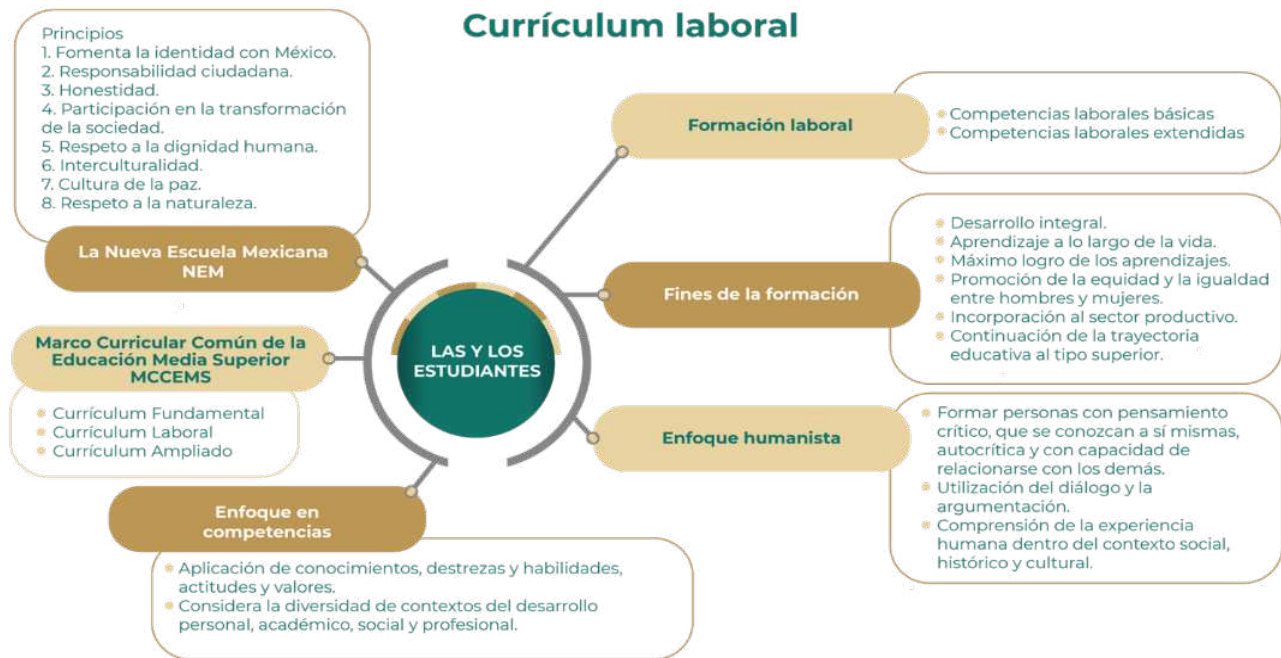 Currículum laboral
Principios
1. Fomenta la identidad con México.
2. Responsabilidad ciudadana.
3. Honestidad.
4. Participación en la transformación
de la sociedad.
5. Respeto a la dignidad humana.
6. Interculturalidad.
7. Cultura de la paz.
8. Respeto a la naturaleza.
La Nueva Escuela Mexicana
NEM
Marco Curricular Común de la
Educación Media Superior
MCCEMS
Currículum Fundamental
Currículum Laboral
Currículum Ampliado
Enfoque en
competencias
Aplicación de conocimientos, destrezas y habilidades,
actitudes y valores.
Considera la diversidad de contextos del desarrollo
personal, académico, social y profesional.
LAS Y LOS
ESTUDIANTES
Formación laboral
Competencias laborales básicas
Competencias laborales extendidas
Fines de la formación
Desarrollo integral.
Aprendizaje a lo largo de la vida.
Máximo logro de los aprendizajes.
Promoción de la equidad y la igualdad
entre hombres y mujeres.
Incorporación al sector productivo.
Continuación de la trayectoria
educativa al tipo superior.
Enfoque humanista
Formar personas con pensamiento
crítico, que se conozcan a sí mismas,
autocrítica y con capacidad de
relacionarse con los demás.
Utilización del diálogo y la
argumentación.
Comprensión de la experiencia
humana dentro del contexto social,
histórico y cultural.